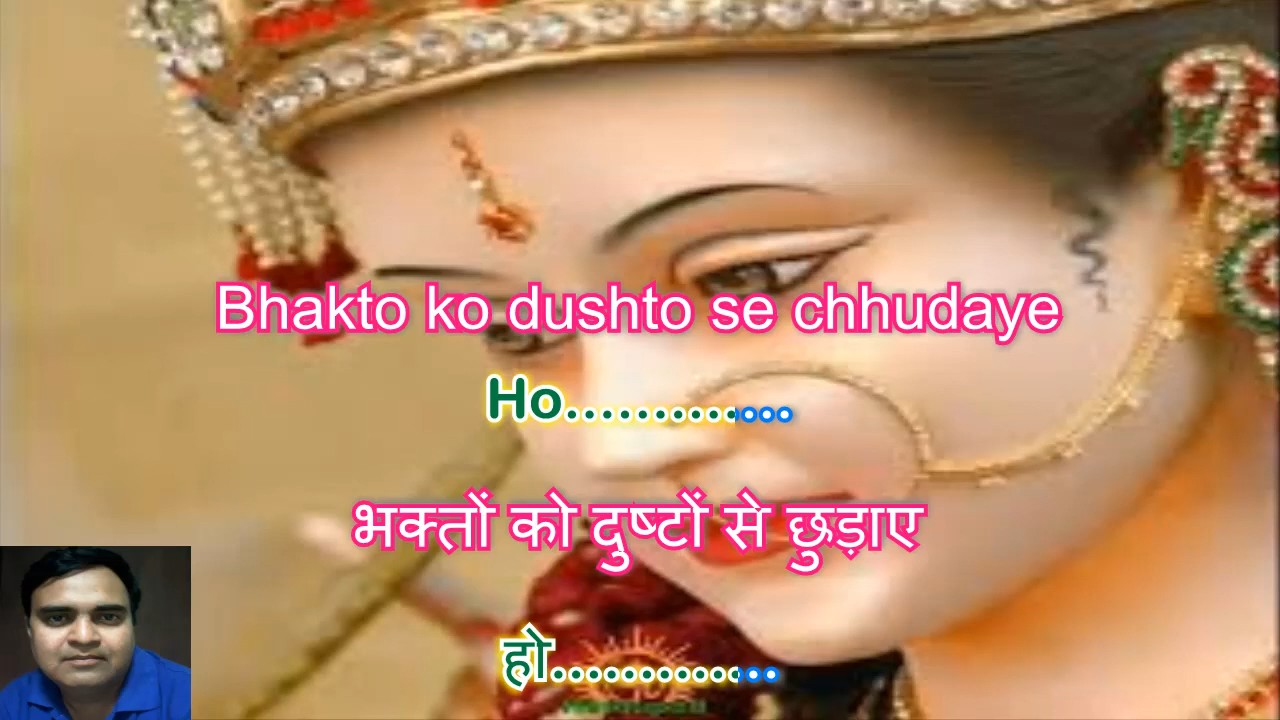 Bhakto ko dushto se chhudaye
Ho.............
भक्तों को दुष्टों से छुड़ाए
हो.............